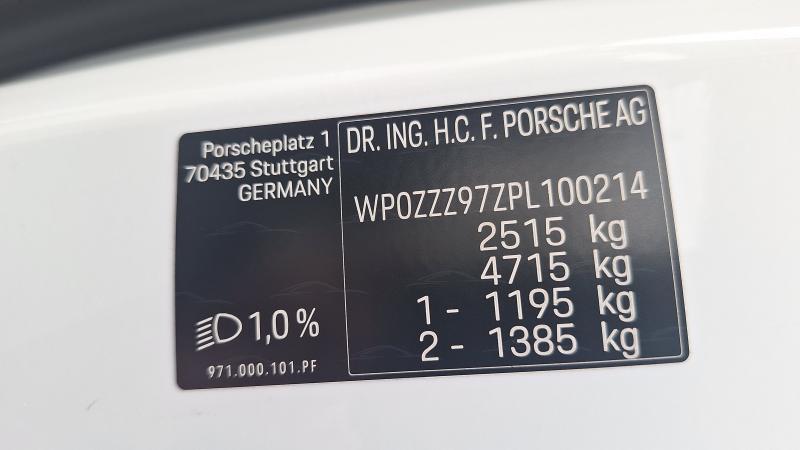 Porscheplatz 1
70435 Stuttgart
GERMANY
1,0 %
971.000.101.PF
DR. ING. H.C. F. PORSCHE AG
WP0ZZZ97ZPL100214
2515 kg
4715 kg
1 - 1195 kg
2 - 1385 kg